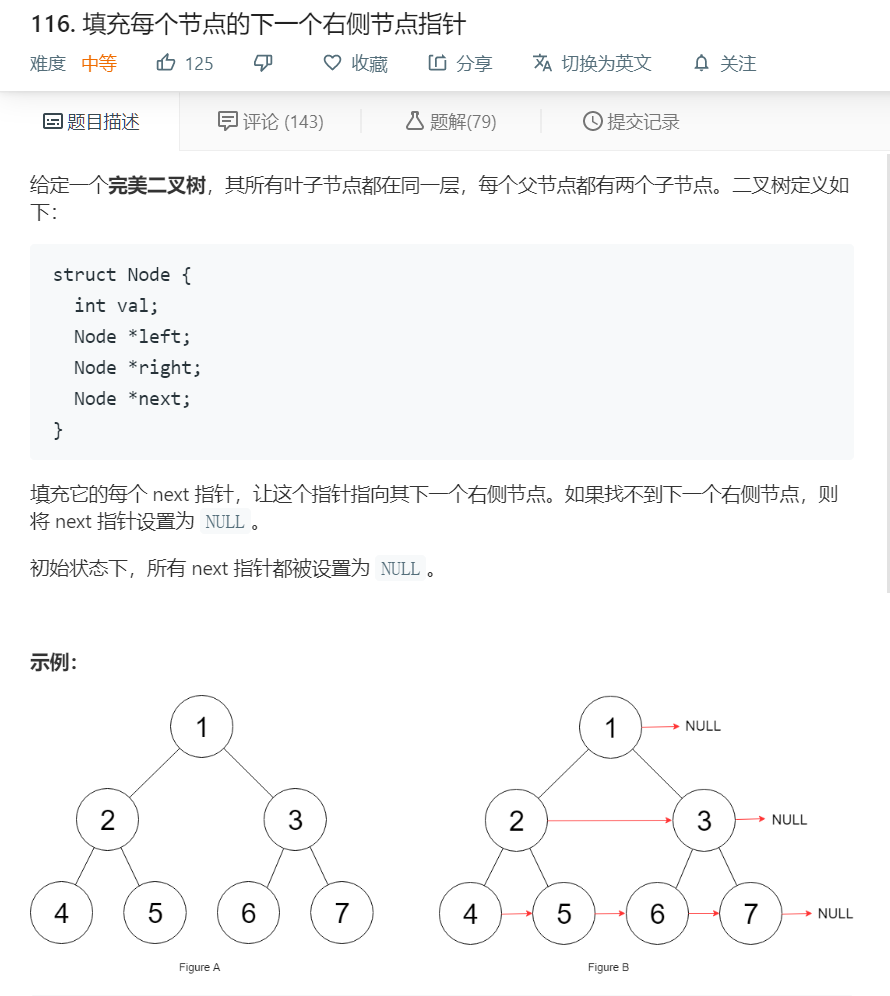 116. 填充每个节点的下一个右侧节点指针
难度 中等 125 收藏 分享 切换为英文 关注
题目描述 评论 (143) 题解(79) 提交记录
给定一个完美二叉树，其所有叶子节点都在同一层，每个父节点都有两个子节点。二叉树定义如
下：
struct Node {
int val;
Node *left;
Node *right;
Node *next;
}
填充它的每个 next 指针，让这个指针指向其下一个右侧节点。如果找不到下一个右侧节点，则
将 next 指针设置为 NULL 。
初始状态下，所有 next 指针都被设置为 NULL 。
示例：
1
2 3
4 5 6 7
Figure A
1 NULL
2 3 NULL
4 5 6 7 NULL
Figure B